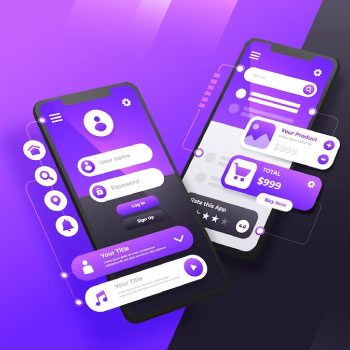 User name
Password
Log In
Sign Up
Your Title
Your Title
Search
Your Product
$999
TOTAL
$999
Buy Now
Rate this App
4.0